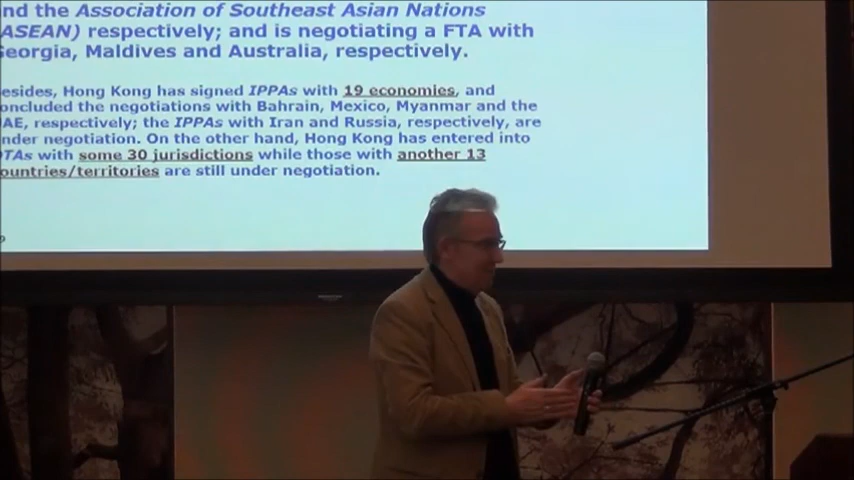 nd the Association of Southeast Asian Nations
ASEAN) respectively; and is negotiating a FTA with
Georgia, Maldives and Australia, respectively.
esides, Hong Kong has signed IPPAs with 19 economies, and
oncluded the negotiations with Bahrain, Mexico, Myanmar and the
AE, respectively; the IPPAs with Iran and Russia, respectively, are
nder negotiation. On the other hand, Hong Kong has entered into
DTAs with some 30 jurisdictions while those with another 13
ountries/territories are still under negotiation.